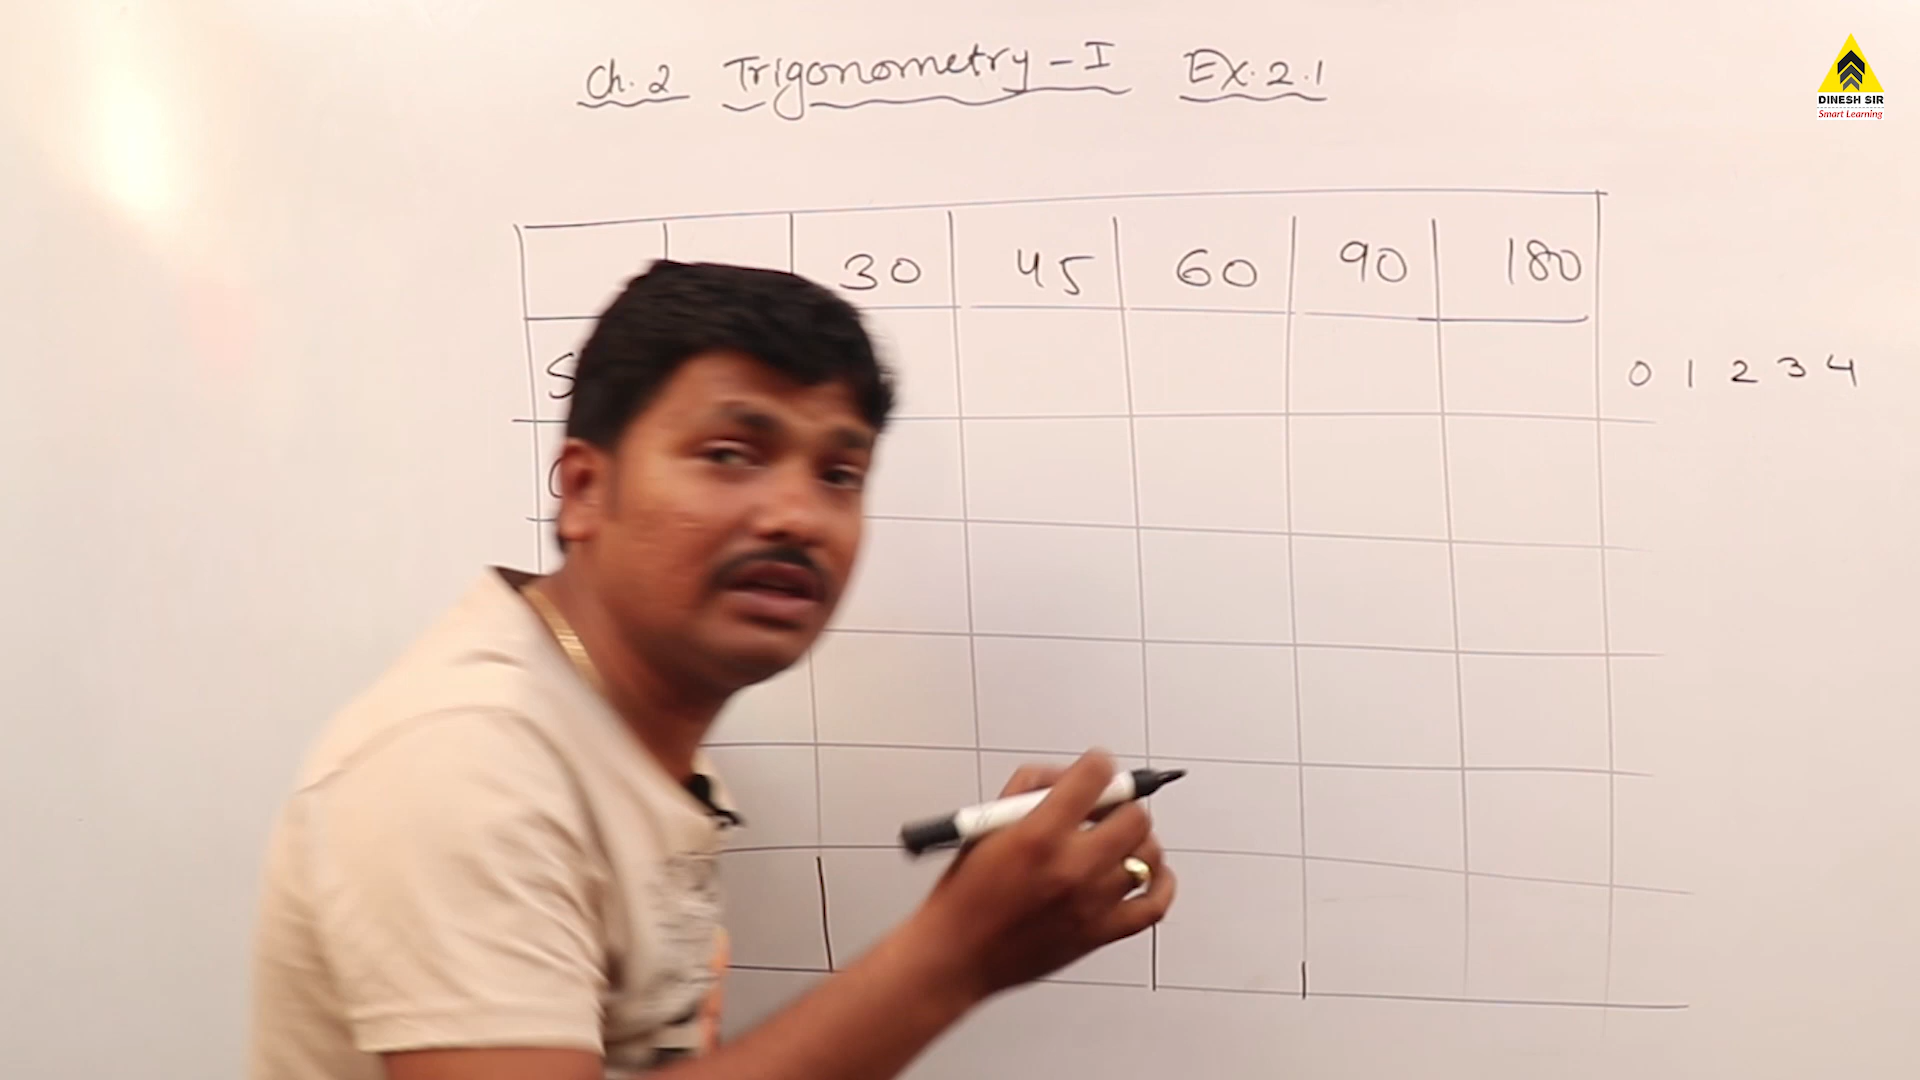 Ch. 2 Trigonometry - I Ex. 2.1
DINESH SIR
Smart Learning
30 45 60 90 180
0 1 2 3 4